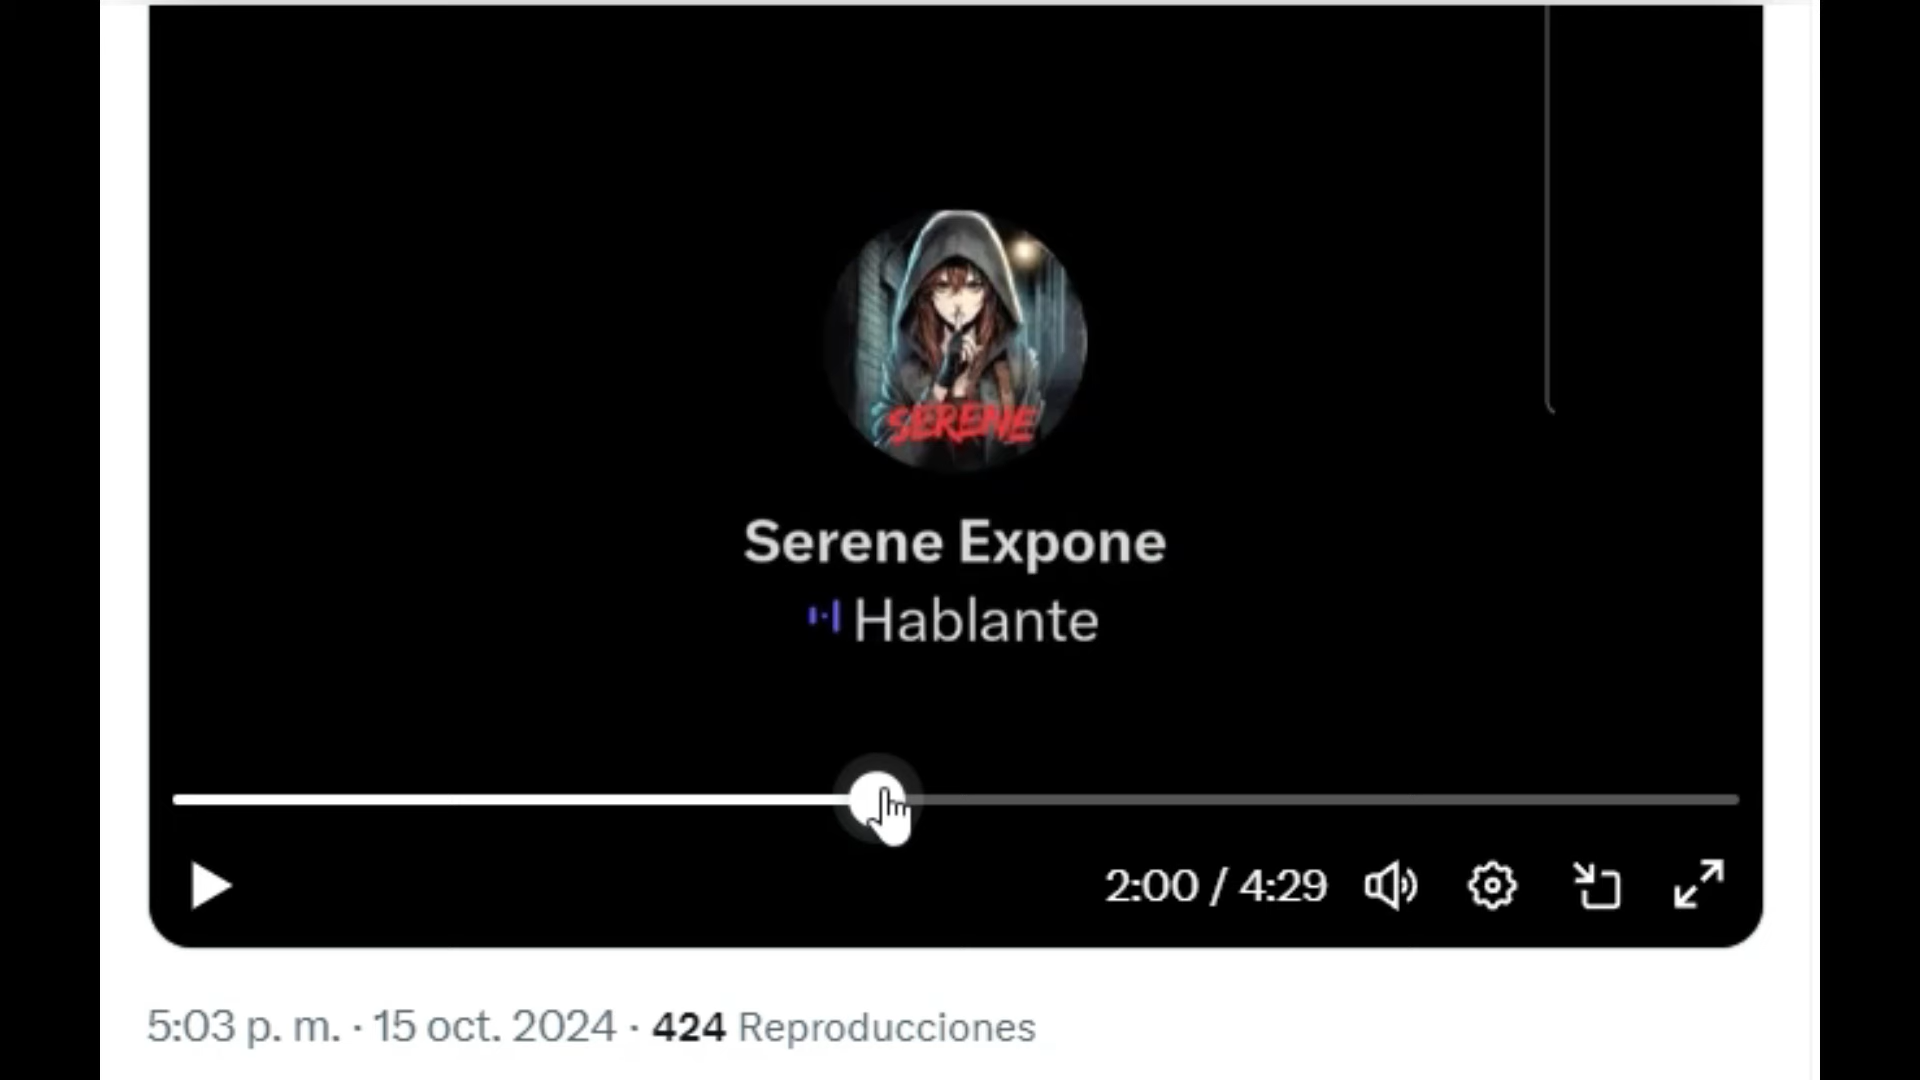 SERENE
Serene Expone
Hablante
2:00 / 4:29
5:03 p. m. · 15 oct. 2024 · 424 Reproducciones